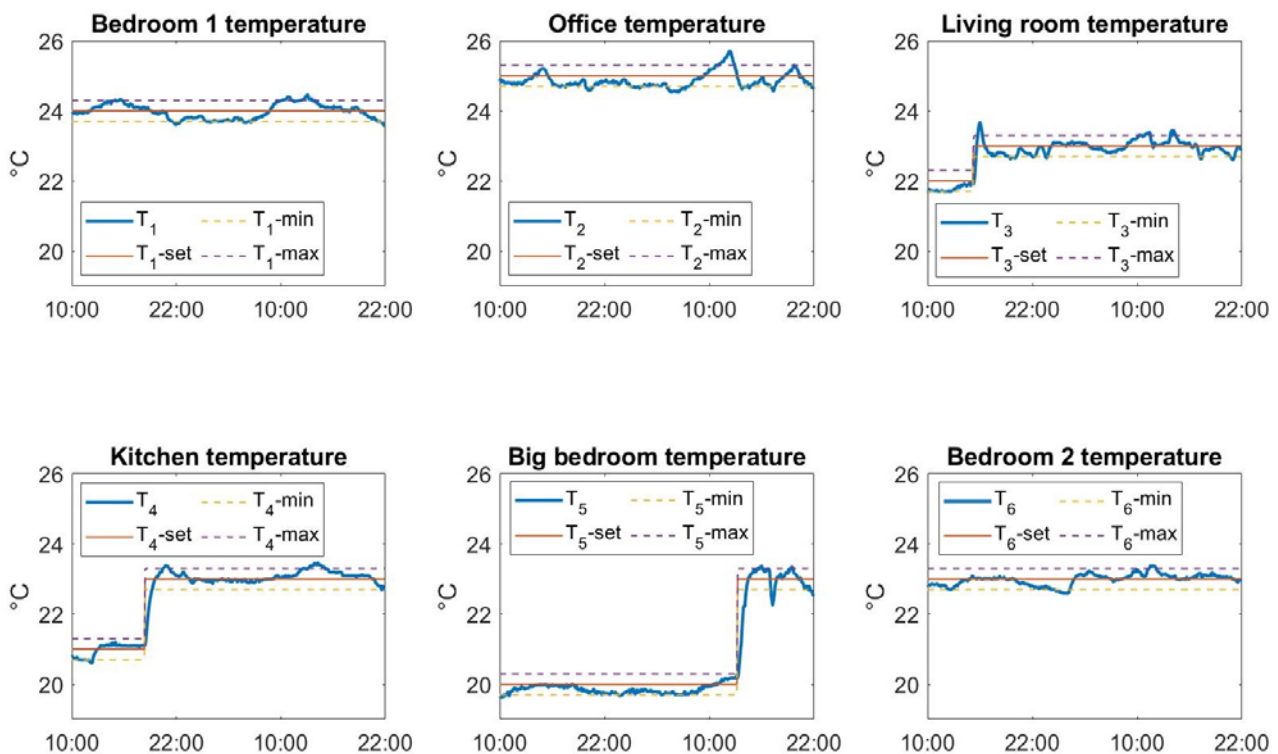 Bedroom 1 temperature
26
24
22
20
°C
T1 T1-min
T1-set T1-max
10:00 22:00 10:00 22:00
Office temperature
26
24
22
20
°C
T2 T2-min
T2-set T2-max
10:00 22:00 10:00 22:00
Living room temperature
26
24
22
20
°C
T3 T3-min
T3-set T3-max
10:00 22:00 10:00 22:00
Kitchen temperature
26
24
22
20
°C
T4 T4-min
T4-set T4-max
10:00 22:00 10:00 22:00
Big bedroom temperature
26
24
22
20
°C
T5 T5-min
T5-set T5-max
10:00 22:00 10:00 22:00
Bedroom 2 temperature
26
24
22
20
°C
T6 T6-min
T6-set T6-max
10:00 22:00 10:00 22:00